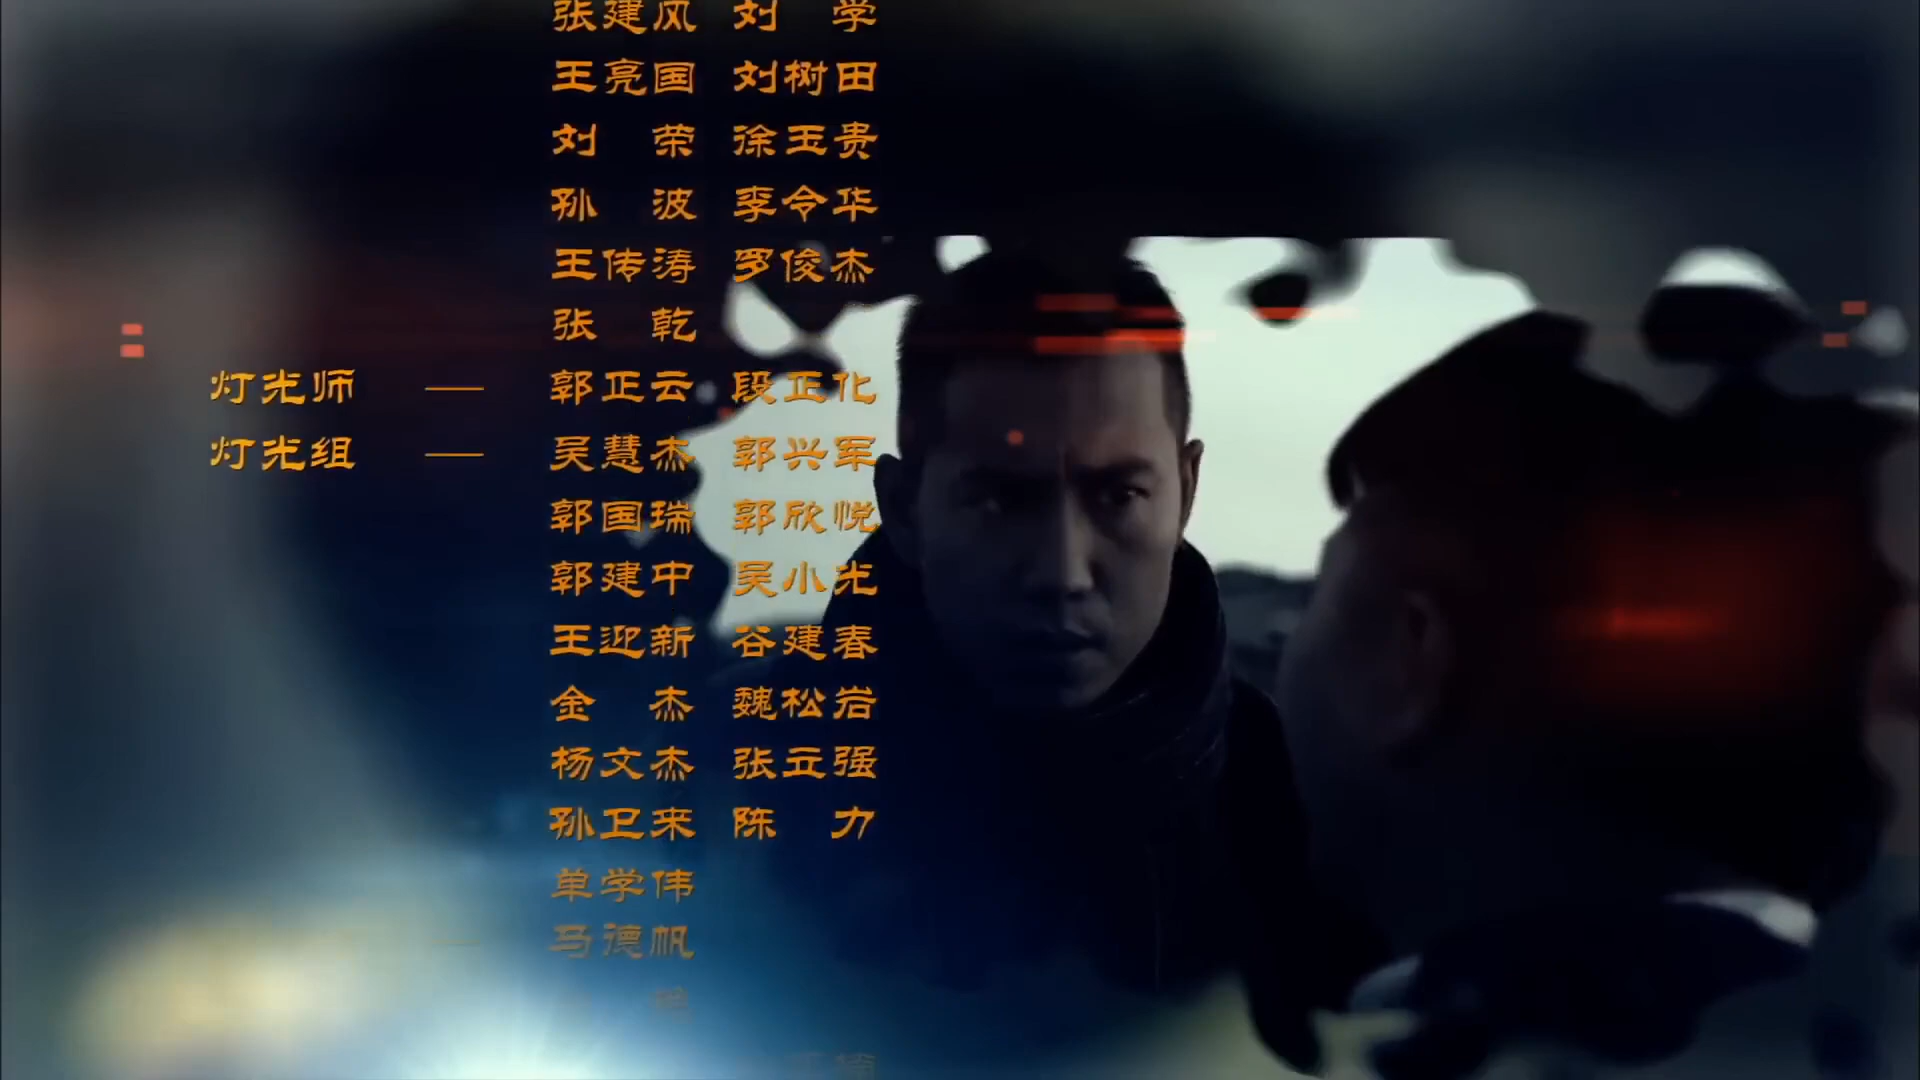 张建风 刘学
王亮国 刘树田
刘荣 徐玉贵
孙波 李令华
王传涛 罗俊杰
张乾
灯光师 — 郭正云 段正化
灯光组 — 吴慧杰 郭兴军
郭国瑞 郭欣悦
郭建中 吴小光
王迎新 谷建春
金杰 魏松岩
杨文杰 张立强
孙卫来 陈力
单学伟
马德帆